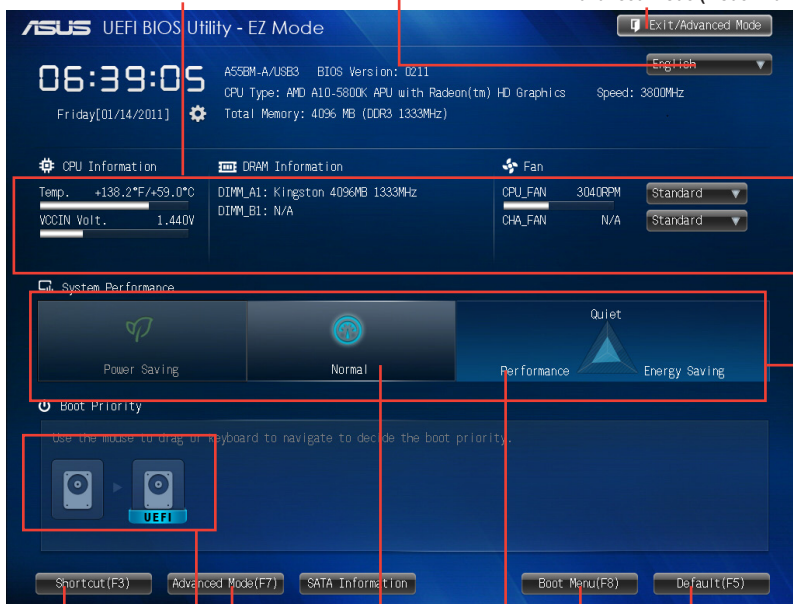 ASUS UEFI BIOS Utility - EZ Mode
Exit/Advanced Mode
English
06:39:05
Friday[01/14/2011]
A55BM-A/USB3 BIOS Version: 0211
CPU Type: AMD A10-5800K APU with Radeon(tm) HD Graphics Speed: 3800MHz
Total Memory: 4096 MB (DDR3 1333MHz)
CPU Information
Temp. +138.2°F/+59.0°C
VCCIN Volt. 1.440V
DRAM Information
DIMM_A1: Kingston 4096MB 1333MHz
DIMM_B1: N/A
Fan
CPU_FAN 3040RPM Standard
CHA_FAN N/A Standard
System Performance
Power Saving
Normal
Quiet
Performance
Energy Saving
Boot Priority
Use the mouse to drag or keyboard to navigate to decide the boot priority.
UEFI
Shortcut(F3)
Advanced Mode(F7)
SATA Information
Boot Menu(F8)
Default(F5)